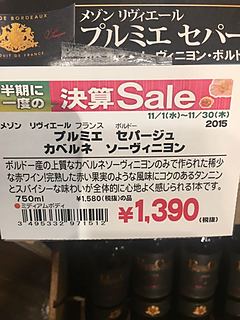 DE BORDEAUX
メゾン リヴィエール
プルミエ セパー
ーヴィニヨン・ボルド
半期に
一度の
決算Sale
11/1(水)～11/30(木)
メゾン リヴィエール フランス ボルドー 2015
プルミエ セパージュ
カベルネ ソーヴィニヨン
ボルドー産の上質なカベルネソーヴィニヨンのみで作られた稀少
な赤ワイン!完熟した赤い果実のような風味にコクのあるタンニン
とスパイシーな味わいが全体的に心地よく感じられる1本です。
750ml ¥1,580(税抜)の品
ミディアムボディ
¥1,390(税抜)
3495332971512